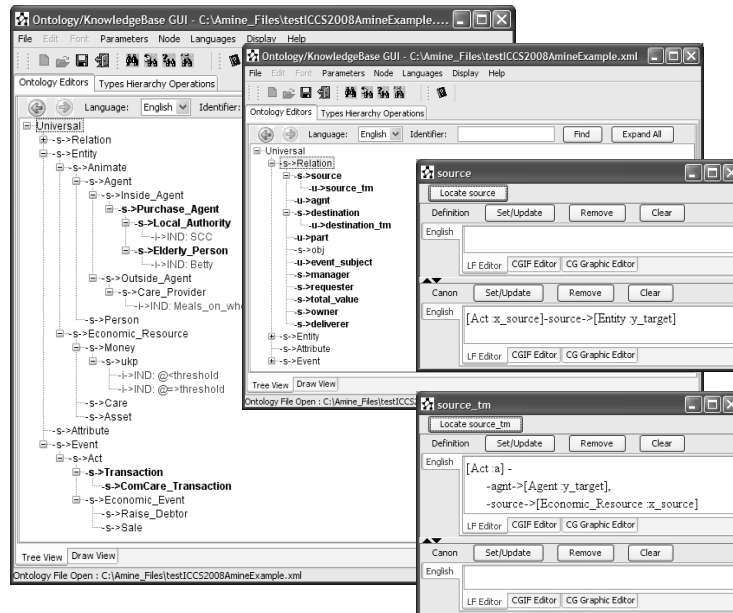 Ontology/KnowledgeBase GUI - C:\Amine_Files\testICCS2008AmineExample....
File Edit Font Parameters Node Languages Display Help
Ontology Editors Types Hierarchy Operations
Language: English Identifier:
Universal
-s->Relation
-s->Entity
-s->Animate
-s->Agent
-s->Inside_Agent
-s->Purchase_Agent
-s->Local_Authority
-i->IND: SCC
-s->Elderly_Person
-i->IND: Betty
-s->Outside_Agent
-s->Care_Provider
-i->IND: Meals_on_whe
-s->Person
-s->Economic_Resource
-s->Money
-s->ukp
-i->IND: @<threshold
-i->IND: @=>threshold
-s->Care
-s->Asset
-s->Attribute
-s->Event
-s->Act
-s->Transaction
-s->ComCare_Transaction
-s->Economic_Event
-s->Raise_Debtor
-s->Sale
Tree View Draw View
Ontology File Open : C:\Amine_Files\testICCS2008AmineExample.xml
Ontology/KnowledgeBase GUI - C:\Amine_Files\testICCS2008AmineExample.xml
File Edit Font Parameters Node Languages Display Help
Ontology Editors Types Hierarchy Operations
Language: English Identifier: Find Expand All
Universal
-s->Relation
-s->source
-u->source_tm
-u->agnt
-s->destination
-u->destination_tm
-u->part
-s->obj
-u->event_subject
-s->manager
-s->requester
-s->total_value
-s->owner
-s->deliverer
-s->Entity
-s->Attribute
-s->Event
Tree View Draw View
Ontology File Open : C:\Amine_Files\testICCS2
source
Locate source
Definition Set/Update Remove Clear
English
LF Editor CGIF Editor CG Graphic Editor
Canon Set/Update Remove Clear
English
[Act :x_source]-source->[Entity :y_target]
LF Editor CGIF Editor CG Graphic Editor
source_tm
Locate source_tm
Definition Set/Update Remove Clear
English
[Act :a] -
-agnt->[Agent :y_target],
-source->[Economic_Resource :x_source]
LF Editor CGIF Editor CG Graphic Editor
Canon Set/Update Remove Clear
English
LF Editor CGIF Editor CG Graphic Editor